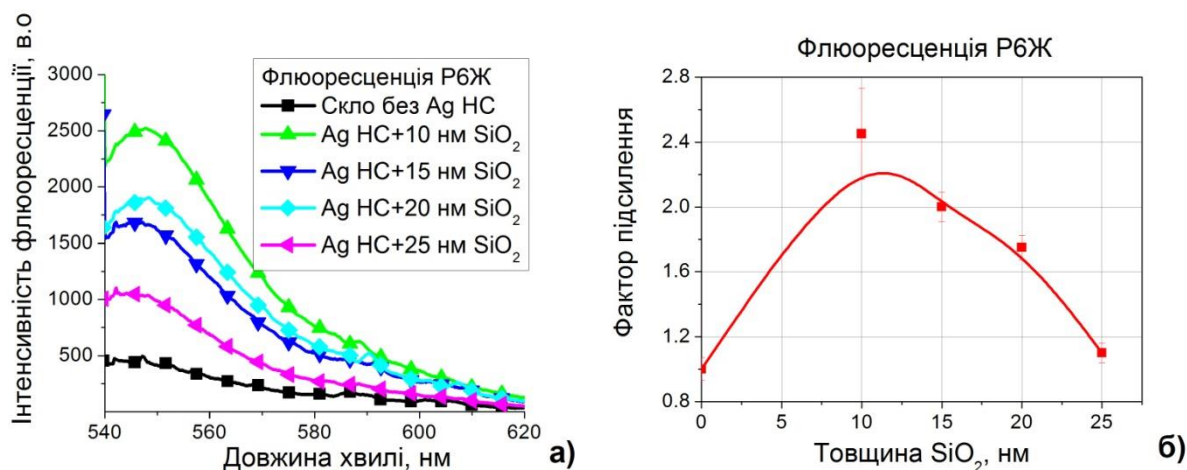 Інтенсивність флюоресценції, в.о
3000
2500
2000
1500
1000
500
Флюоресценція Р6Ж
Скло без Ag НС
Ag НС+10 нм SiO₂
Ag НС+15 нм SiO₂
Ag НС+20 нм SiO₂
Ag НС+25 нм SiO₂
540 560 580 600 620
Довжина хвилі, нм
а)
Флюоресценція Р6Ж
Фактор підсилення
2.8
2.4
2.0
1.6
1.2
0.8
0 5 10 15 20 25
Товщина SiO₂, нм
б)